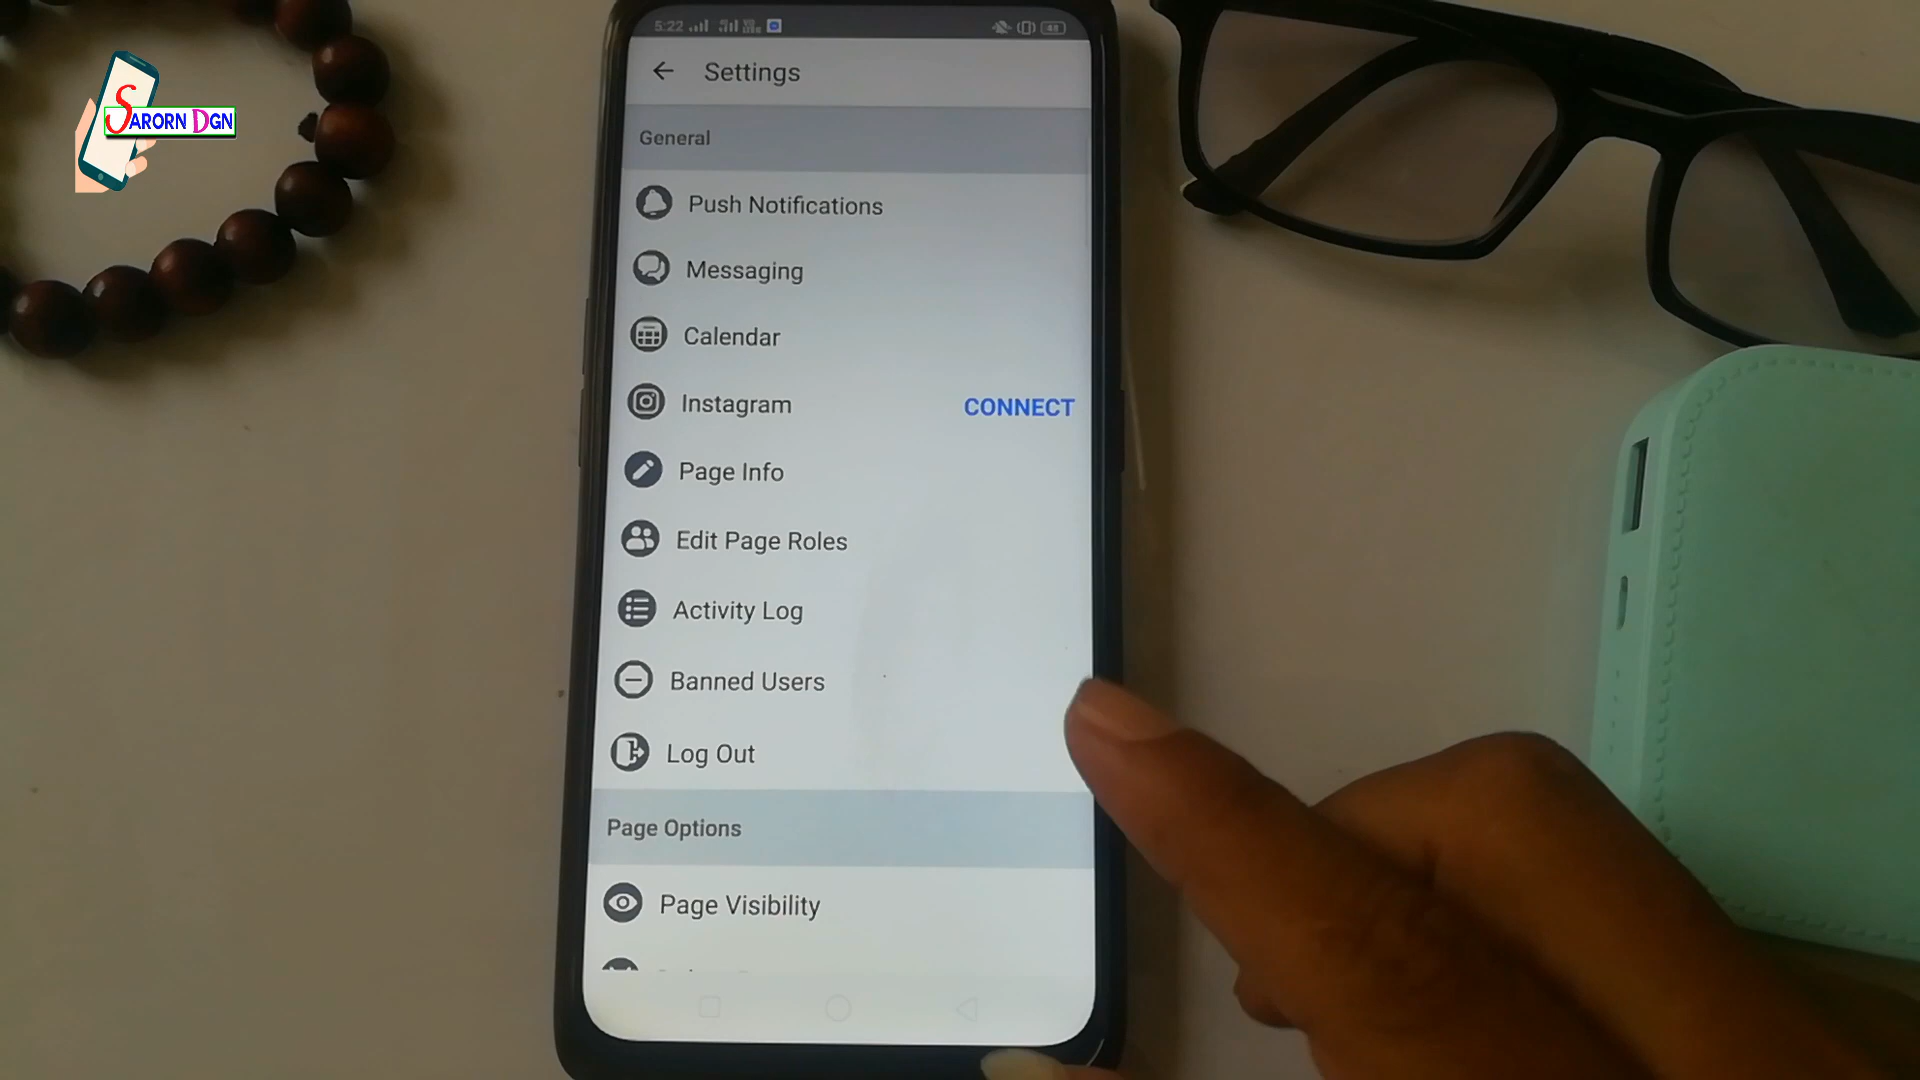 5:22
48
Settings
SARORN DGN
General
Push Notifications
Messaging
Calendar
Instagram CONNECT
Page Info
Edit Page Roles
Activity Log
Banned Users
Log Out
Page Options
Page Visibility